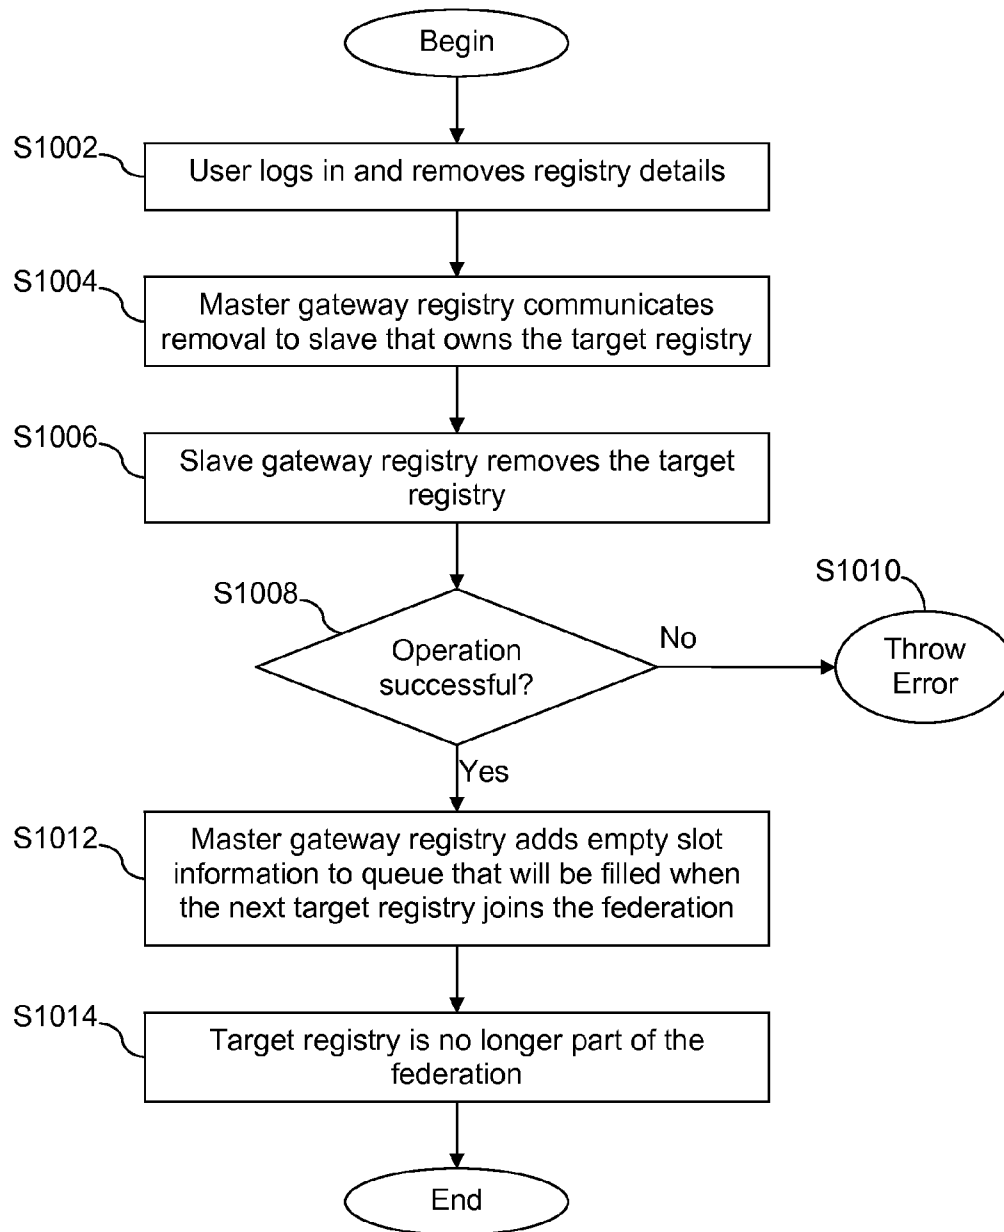 Begin
S1002
User logs in and removes registry details
S1004
Master gateway registry communicates
removal to slave that owns the target registry
S1006
Slave gateway registry removes the target
registry
S1008
Operation
successful?
No
S1010
Throw
Error
Yes
S1012
Master gateway registry adds empty slot
information to queue that will be filled when
the next target registry joins the federation
S1014
Target registry is no longer part of the
federation
End